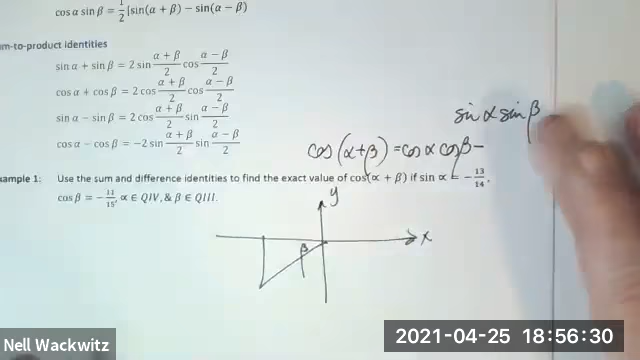 cos α sin β = 1/2 [sin(α + β) − sin(α − β)
m-to-product identities
sin α + sin β = 2 sin (α + β)/2 cos (α − β)/2
cos α + cos β = 2 cos (α + β)/2 cos (α − β)/2
sin α − sin β = 2 cos (α + β)/2 sin (α − β)/2
cos α − cos β = −2 sin (α + β)/2 sin (α − β)/2
sin α sin β
cos (α+β) = cos α cos β −
ample 1: Use the sum and difference identities to find the exact value of cos(α + β) if sin α = −13/14,
cos β = −11/15, α ∈ QIV, & β ∈ QIII.
y
x
β
Nell Wackwitz
2021-04-25 18:56:30